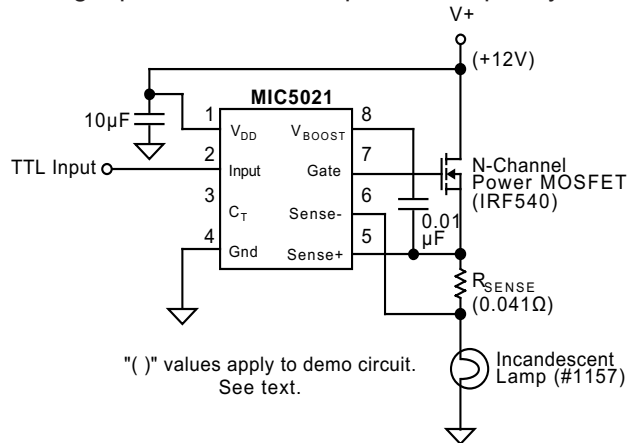 V+
(+12V)
MIC5021
10µF
1
VDD
VBOOST
8
TTL Input
2
Input
Gate
7
N-Channel
Power MOSFET
(IRF540)
3
CT
Sense-
6
0.01
µF
4
Gnd
Sense+
5
RSENSE
(0.041Ω)
"( )" values apply to demo circuit.
See text.
Incandescent
Lamp (#1157)